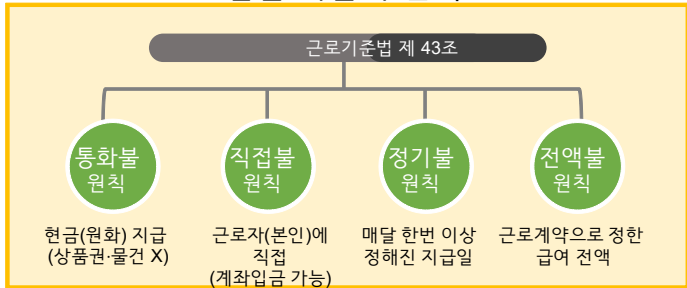 근로기준법 제 43조
통화불
원칙
직접불
원칙
정기불
원칙
전액불
원칙
현금(원화) 지급
(상품권·물건 X)
근로자(본인)에
직접
(계좌입금 가능)
매달 한번 이상
정해진 지급일
근로계약으로 정한
급여 전액